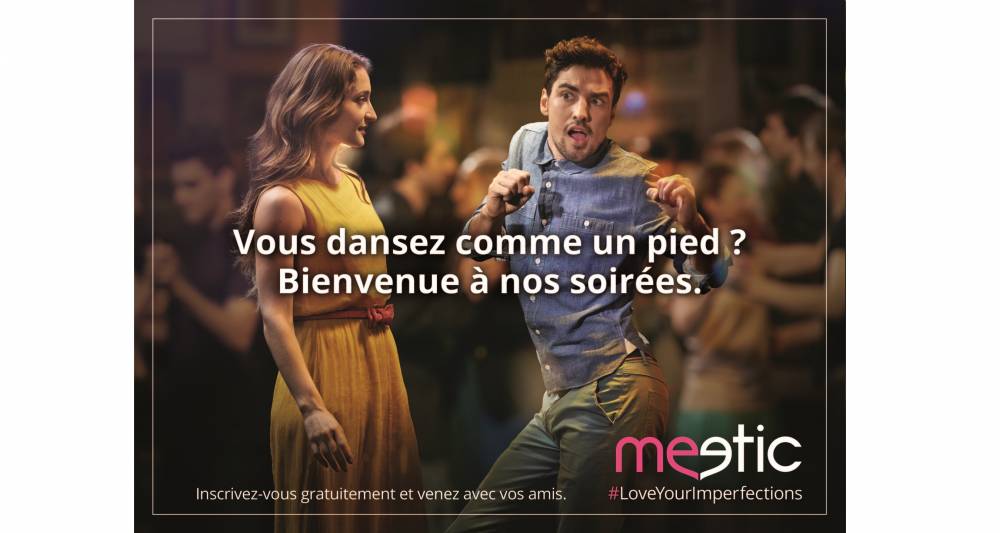 Vous dansez comme un pied ?
Bienvenue à nos soirées.
meetic
Inscrivez-vous gratuitement et venez avec vos amis.
#LoveYourImperfections